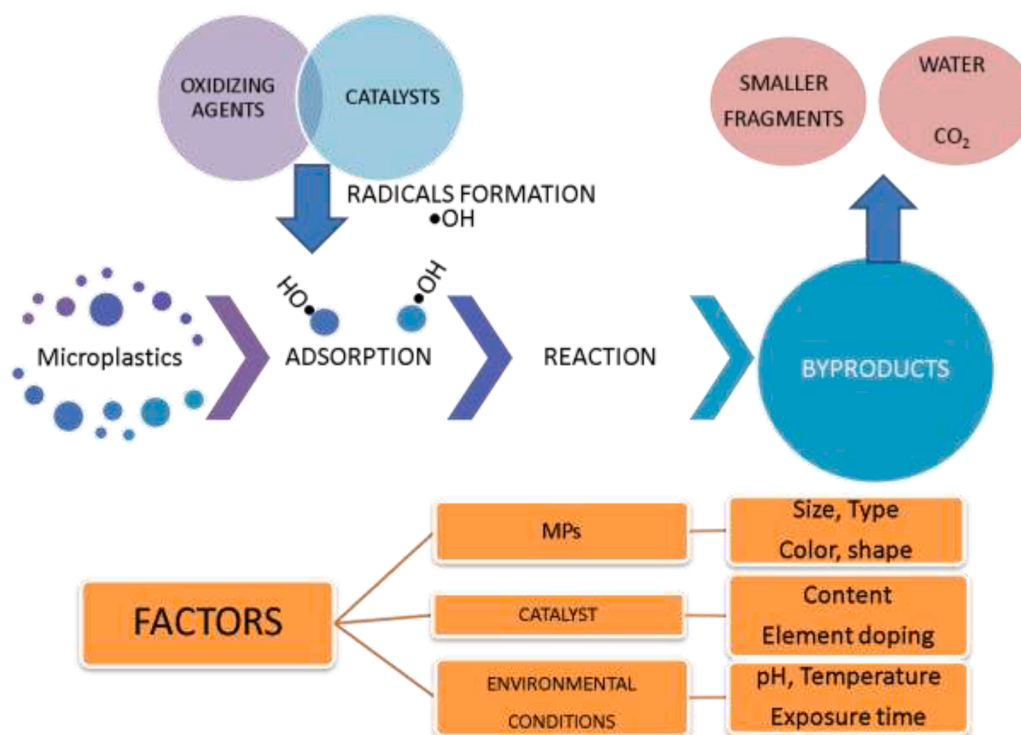 OXIDIZING
AGENTS
CATALYSTS
SMALLER
FRAGMENTS
WATER
CO₂
RADICALS FORMATION
•OH
HO•
•OH
Microplastics
ADSORPTION
REACTION
BYPRODUCTS
FACTORS
MPs
Size, Type
Color, shape
CATALYST
Content
Element doping
ENVIRONMENTAL
CONDITIONS
pH, Temperature
Exposure time